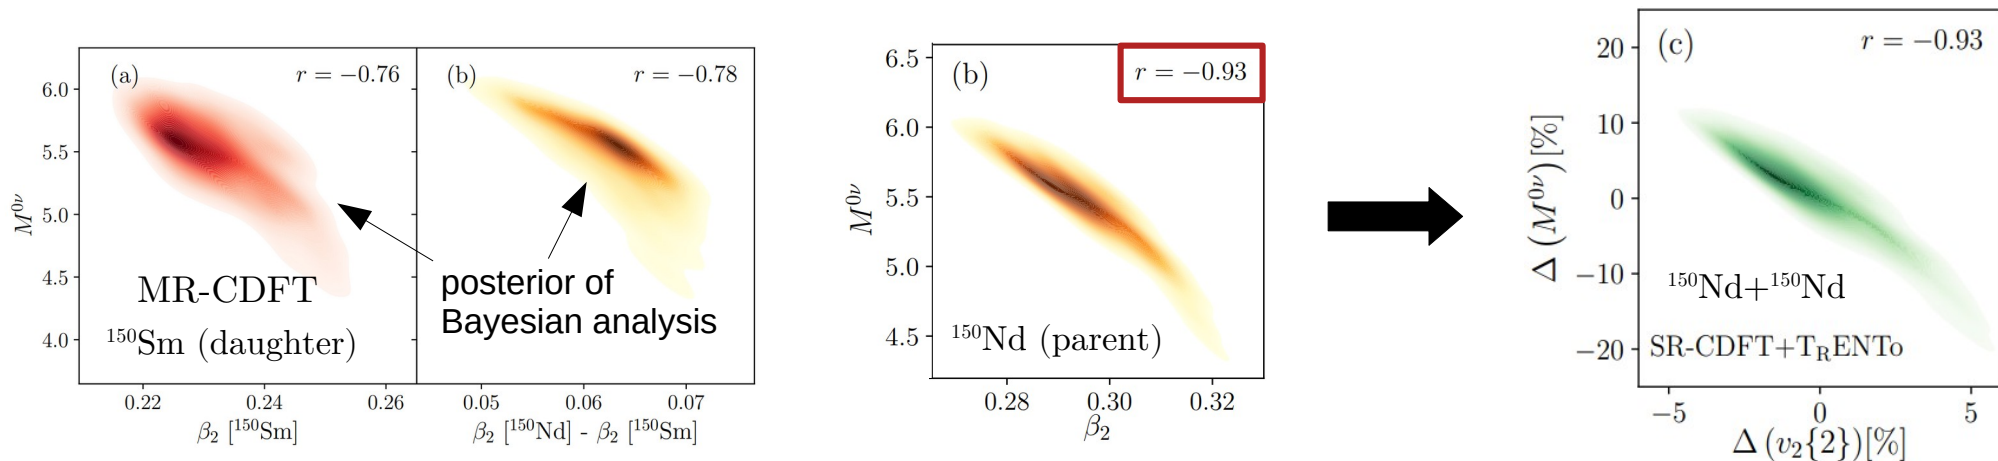 (a)
r = −0.76
6.0
5.5
5.0
4.5
4.0
M⁰ᵛ
MR-CDFT
¹⁵⁰Sm (daughter)
0.22
0.24
0.26
β₂ [¹⁵⁰Sm]
(b)
r = −0.78
posterior of
Bayesian analysis
0.05
0.06
0.07
β₂ [¹⁵⁰Nd] - β₂ [¹⁵⁰Sm]
(b)
r = −0.93
6.5
6.0
5.5
5.0
4.5
M⁰ᵛ
¹⁵⁰Nd (parent)
0.28
0.30
0.32
β₂
(c)
r = −0.93
20
10
0
−10
−20
Δ (M⁰ᵛ)[%]
¹⁵⁰Nd+¹⁵⁰Nd
SR-CDFT+TRENTo
−5
0
5
Δ (v₂{2})[%]